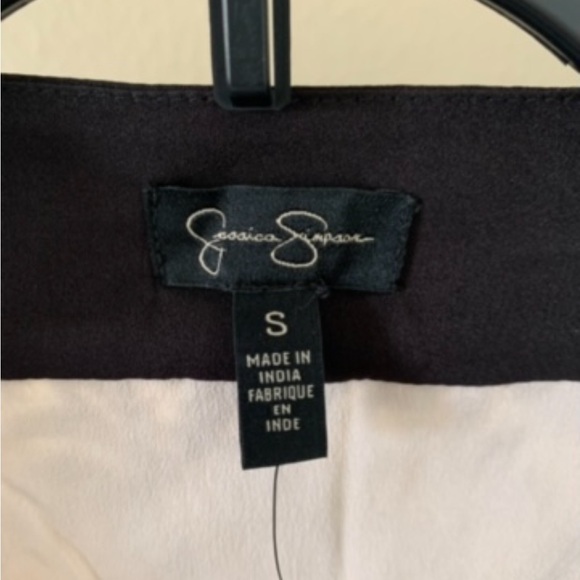 Jessica Simpson
S
MADE IN
INDIA
FABRIQUE
EN
INDE